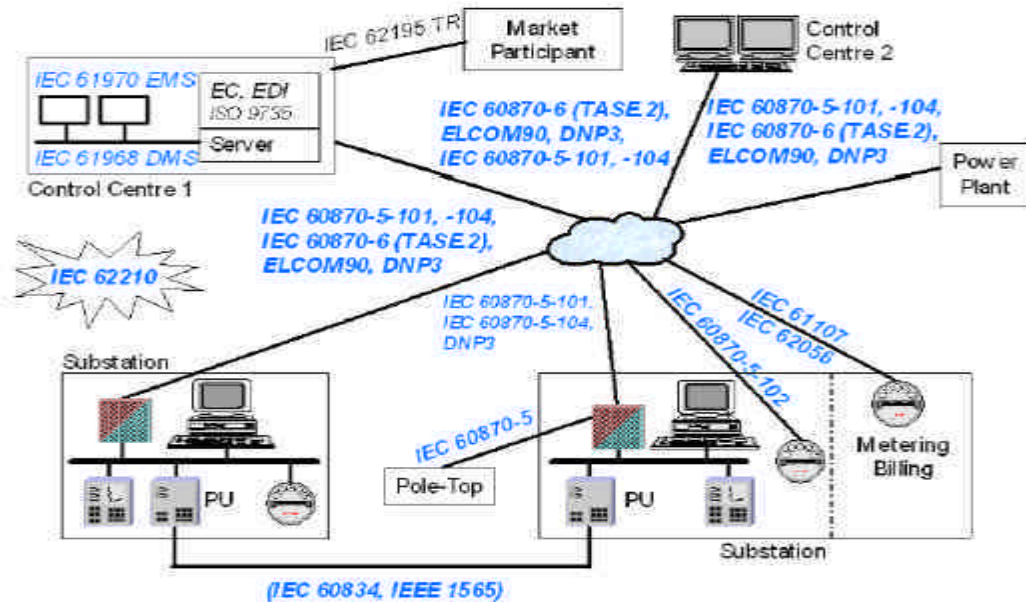 IEC 62195 TR
Market
Participant
Control
Centre 2
IEC 61970 EMS
EC, EDI
ISO 9735
Server
IEC 61968 DMS
Control Centre 1
IEC 60870-6 (TASE.2),
ELCOM90, DNP3,
IEC 60870-5-101, -104
IEC 60870-5-101, -104,
IEC 60870-6 (TASE.2),
ELCOM90, DNP3
Power
Plant
IEC 60870-5-101, -104,
IEC 60870-6 (TASE.2),
ELCOM90, DNP3
IEC 62210
IEC 60870-5-101,
IEC 60870-5-104,
DNP3
IEC 61107
IEC 62056
IEC 60870-5-102
Substation
IEC 60870-5
Pole-Top
PU
PU
Metering
Billing
Substation
(IEC 60834, IEEE 1565)